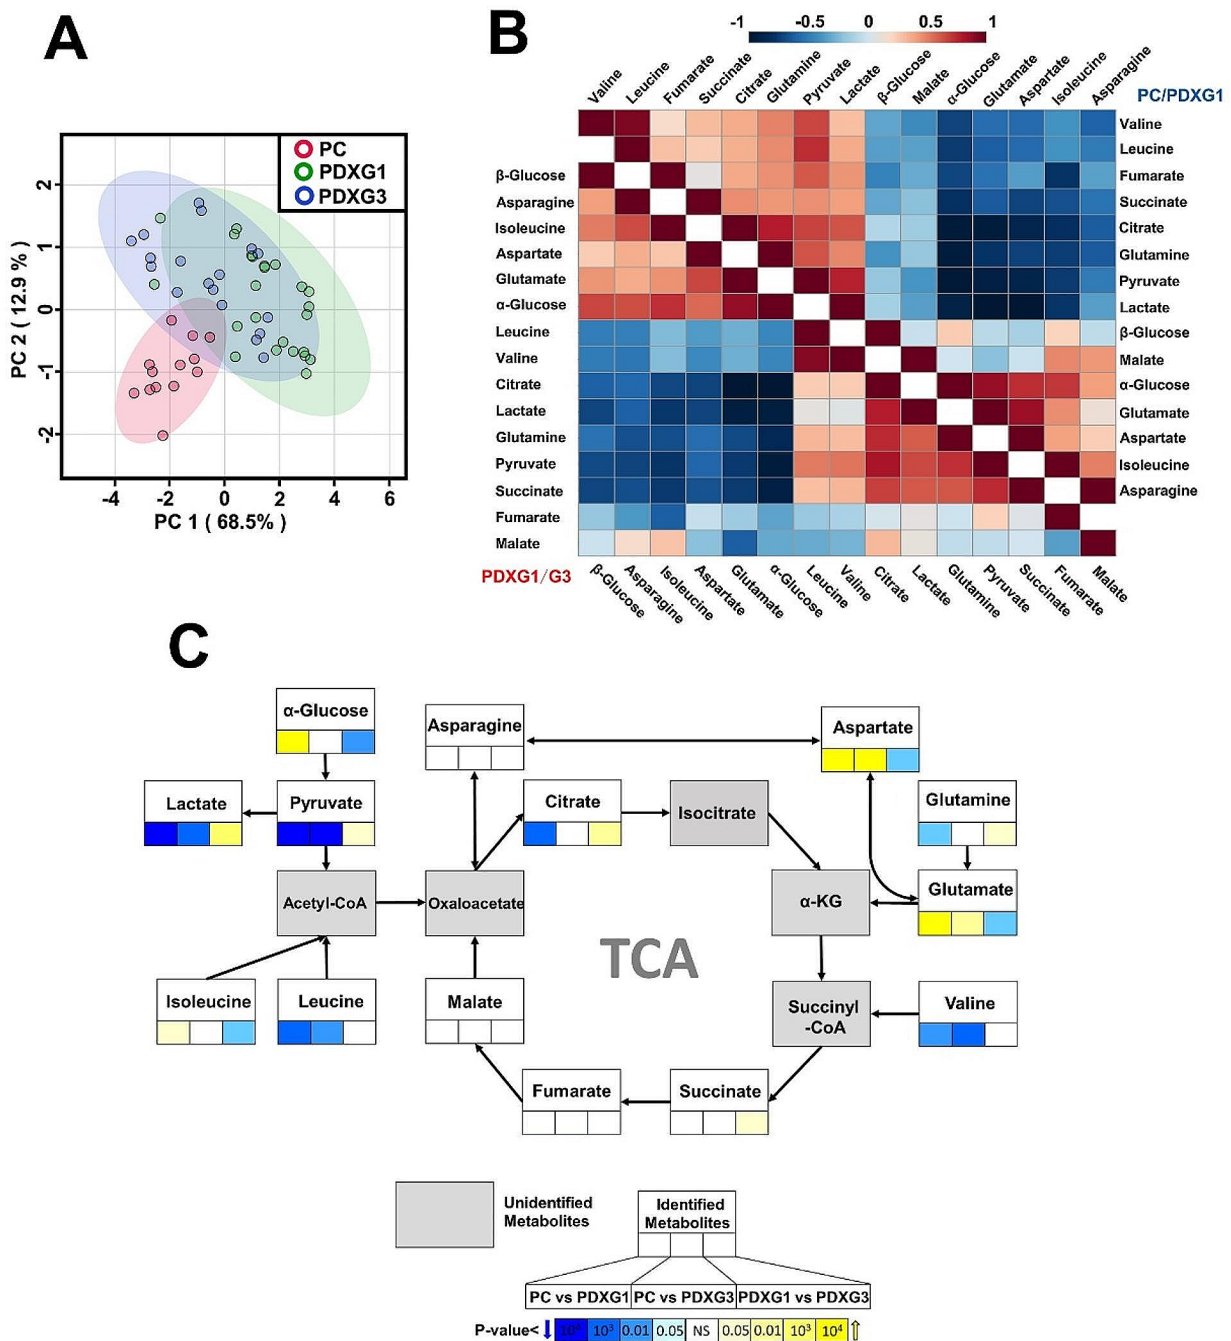 A
PC
PDXG1
PDXG3
2
1
0
-1
-2
PC 2 ( 12.9 % )
-4
-2
0
2
4
6
PC 1 ( 68.5% )
B
-1
-0.5
0
0.5
1
Valine
Leucine
Fumarate
Succinate
Citrate
Glutamine
Pyruvate
Lactate
β-Glucose
Malate
α-Glucose
Glutamate
Aspartate
Isoleucine
Asparagine
PC/PDXG1
Valine
Leucine
Fumarate
Succinate
Citrate
Glutamine
Pyruvate
Lactate
β-Glucose
Malate
α-Glucose
Glutamate
Aspartate
Isoleucine
Asparagine
β-Glucose
Asparagine
Isoleucine
Aspartate
Glutamate
α-Glucose
Leucine
Valine
Citrate
Lactate
Glutamine
Pyruvate
Succinate
Fumarate
Malate
PDXG1/G3
β-Glucose
Asparagine
Isoleucine
Aspartate
Glutamate
α-Glucose
Leucine
Valine
Citrate
Lactate
Glutamine
Pyruvate
Succinate
Fumarate
Malate
C
α-Glucose
Asparagine
Aspartate
Lactate
Pyruvate
Citrate
Isocitrate
Glutamine
Acetyl-CoA
Oxaloacetate
α-KG
Glutamate
TCA
Isoleucine
Leucine
Malate
Succinyl
-CoA
Valine
Fumarate
Succinate
Unidentified
Metabolites
Identified
Metabolites
PC vs PDXG1 PC vs PDXG3 PDXG1 vs PDXG3
P-value< 10³ 0.01 0.05 NS 0.05 0.01 10³ 10⁴